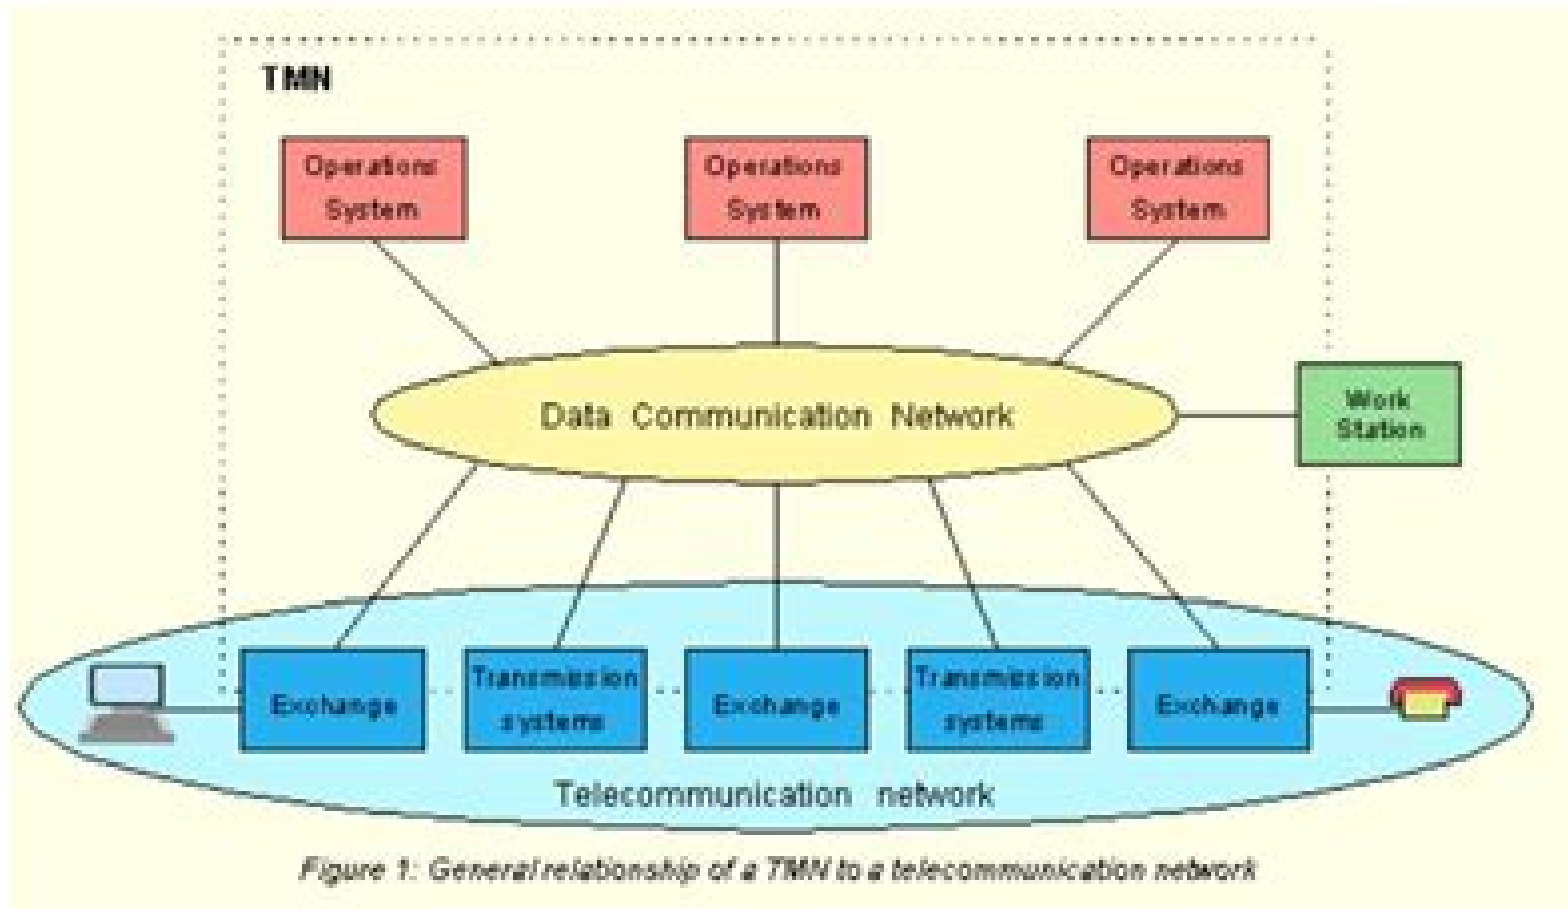 TMN
Operations
System
Operations
System
Operations
System
Data Communication Network
Work
Station
Exchange
Transmission
systems
Exchange
Transmission
systems
Exchange
Telecommunication network
Figure 1: General relationship of a TMN to a telecommunication network